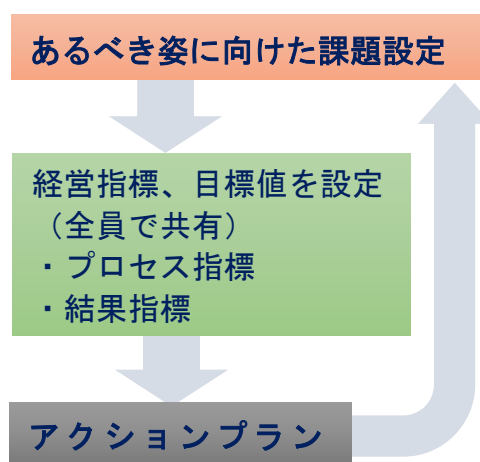 あるべき姿に向けた課題設定
経営指標、目標値を設定
（全員で共有）
・プロセス指標
・結果指標
アクションプラン